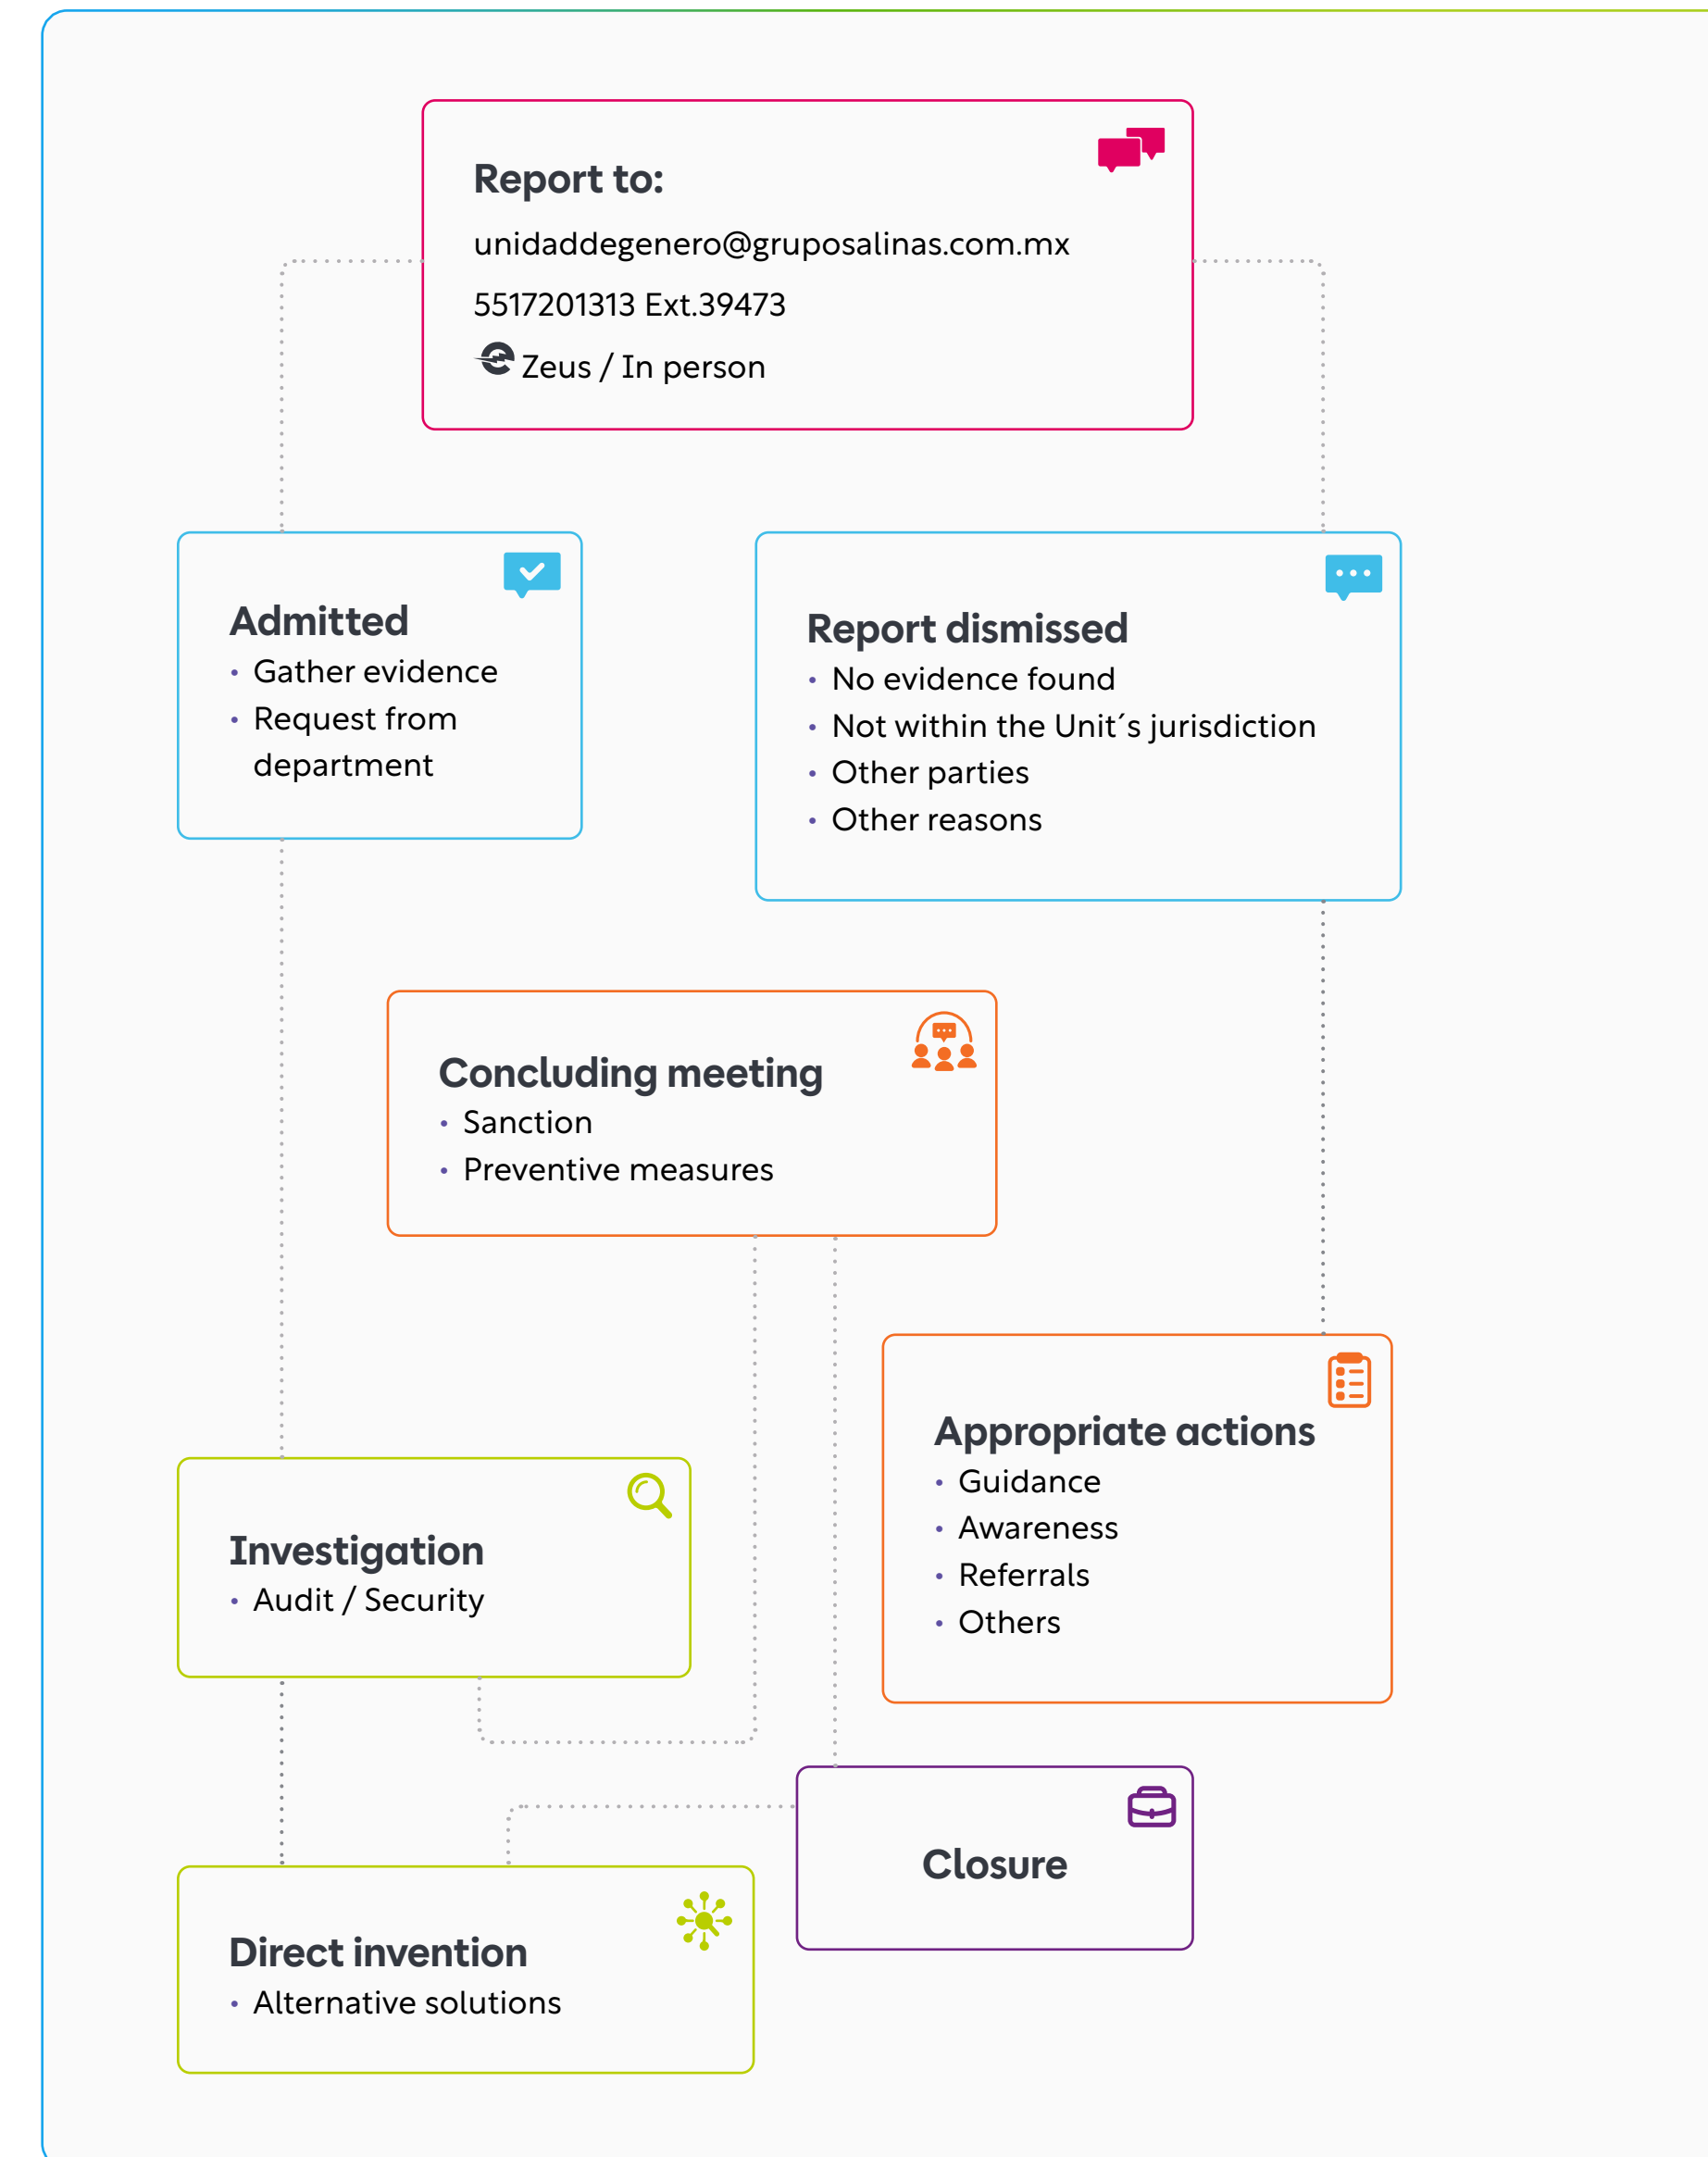 Report to:
unidaddegenero@gruposalinas.com.mx
5517201313 Ext.39473
Zeus / In person
Admitted
• Gather evidence
• Request from
department
Report dismissed
• No evidence found
• Not within the Unit´s jurisdiction
• Other parties
• Other reasons
Concluding meeting
• Sanction
• Preventive measures
Appropriate actions
• Guidance
• Awareness
• Referrals
• Others
Investigation
• Audit / Security
Closure
Direct invention
• Alternative solutions